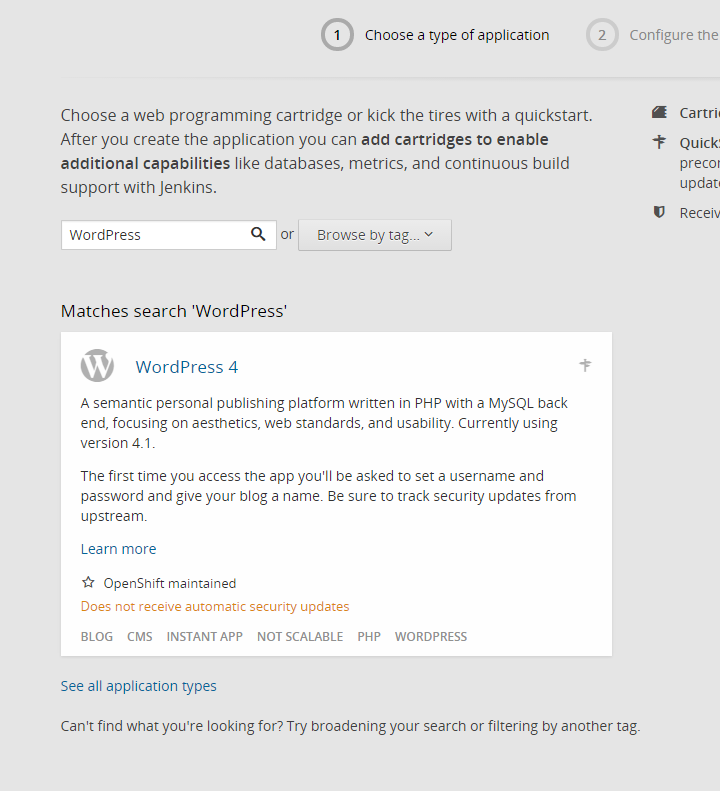 1 Choose a type of application 2 Configure the
Choose a web programming cartridge or kick the tires with a quickstart.
After you create the application you can add cartridges to enable
additional capabilities like databases, metrics, and continuous build
support with Jenkins.
WordPress or Browse by tag...
Matches search 'WordPress'
WordPress 4
A semantic personal publishing platform written in PHP with a MySQL back
end, focusing on aesthetics, web standards, and usability. Currently using
version 4.1.
The first time you access the app you'll be asked to set a username and
password and give your blog a name. Be sure to track security updates from
upstream.
Learn more
OpenShift maintained
Does not receive automatic security updates
BLOG CMS INSTANT APP NOT SCALABLE PHP WORDPRESS
See all application types
Can't find what you're looking for? Try broadening your search or filtering by another tag.